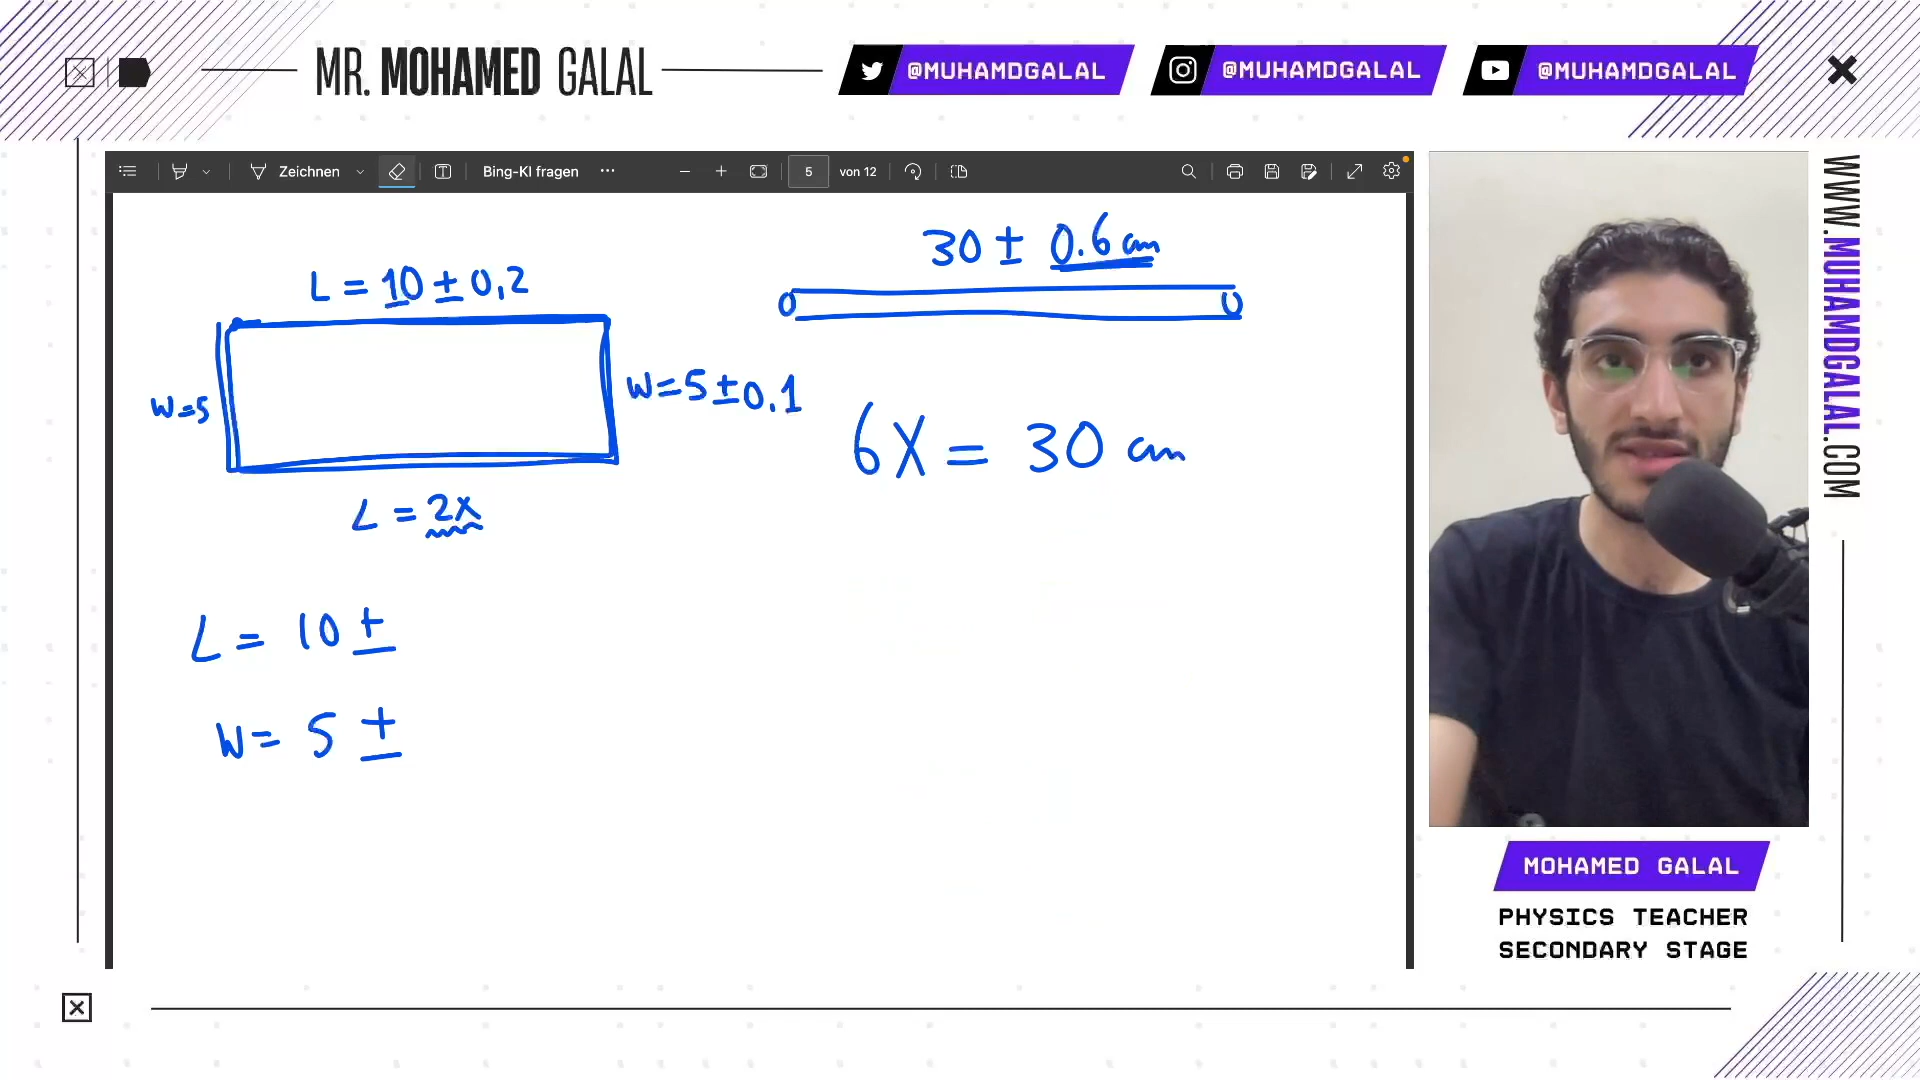 MR. MOHAMED GALAL
@MUHAMDGALAL
@MUHAMDGALAL
@MUHAMDGALAL
Zeichnen
Bing-KI fragen
5 von 12
30 ± 0.6 cm
L = 10 ± 0,2
0 0
W=5
W=5±0.1
6X = 30 cm
L = 2x
L = 10 ±
W= 5 ±
WWW.MUHAMDGALAL.COM
MOHAMED GALAL
PHYSICS TEACHER
SECONDARY STAGE